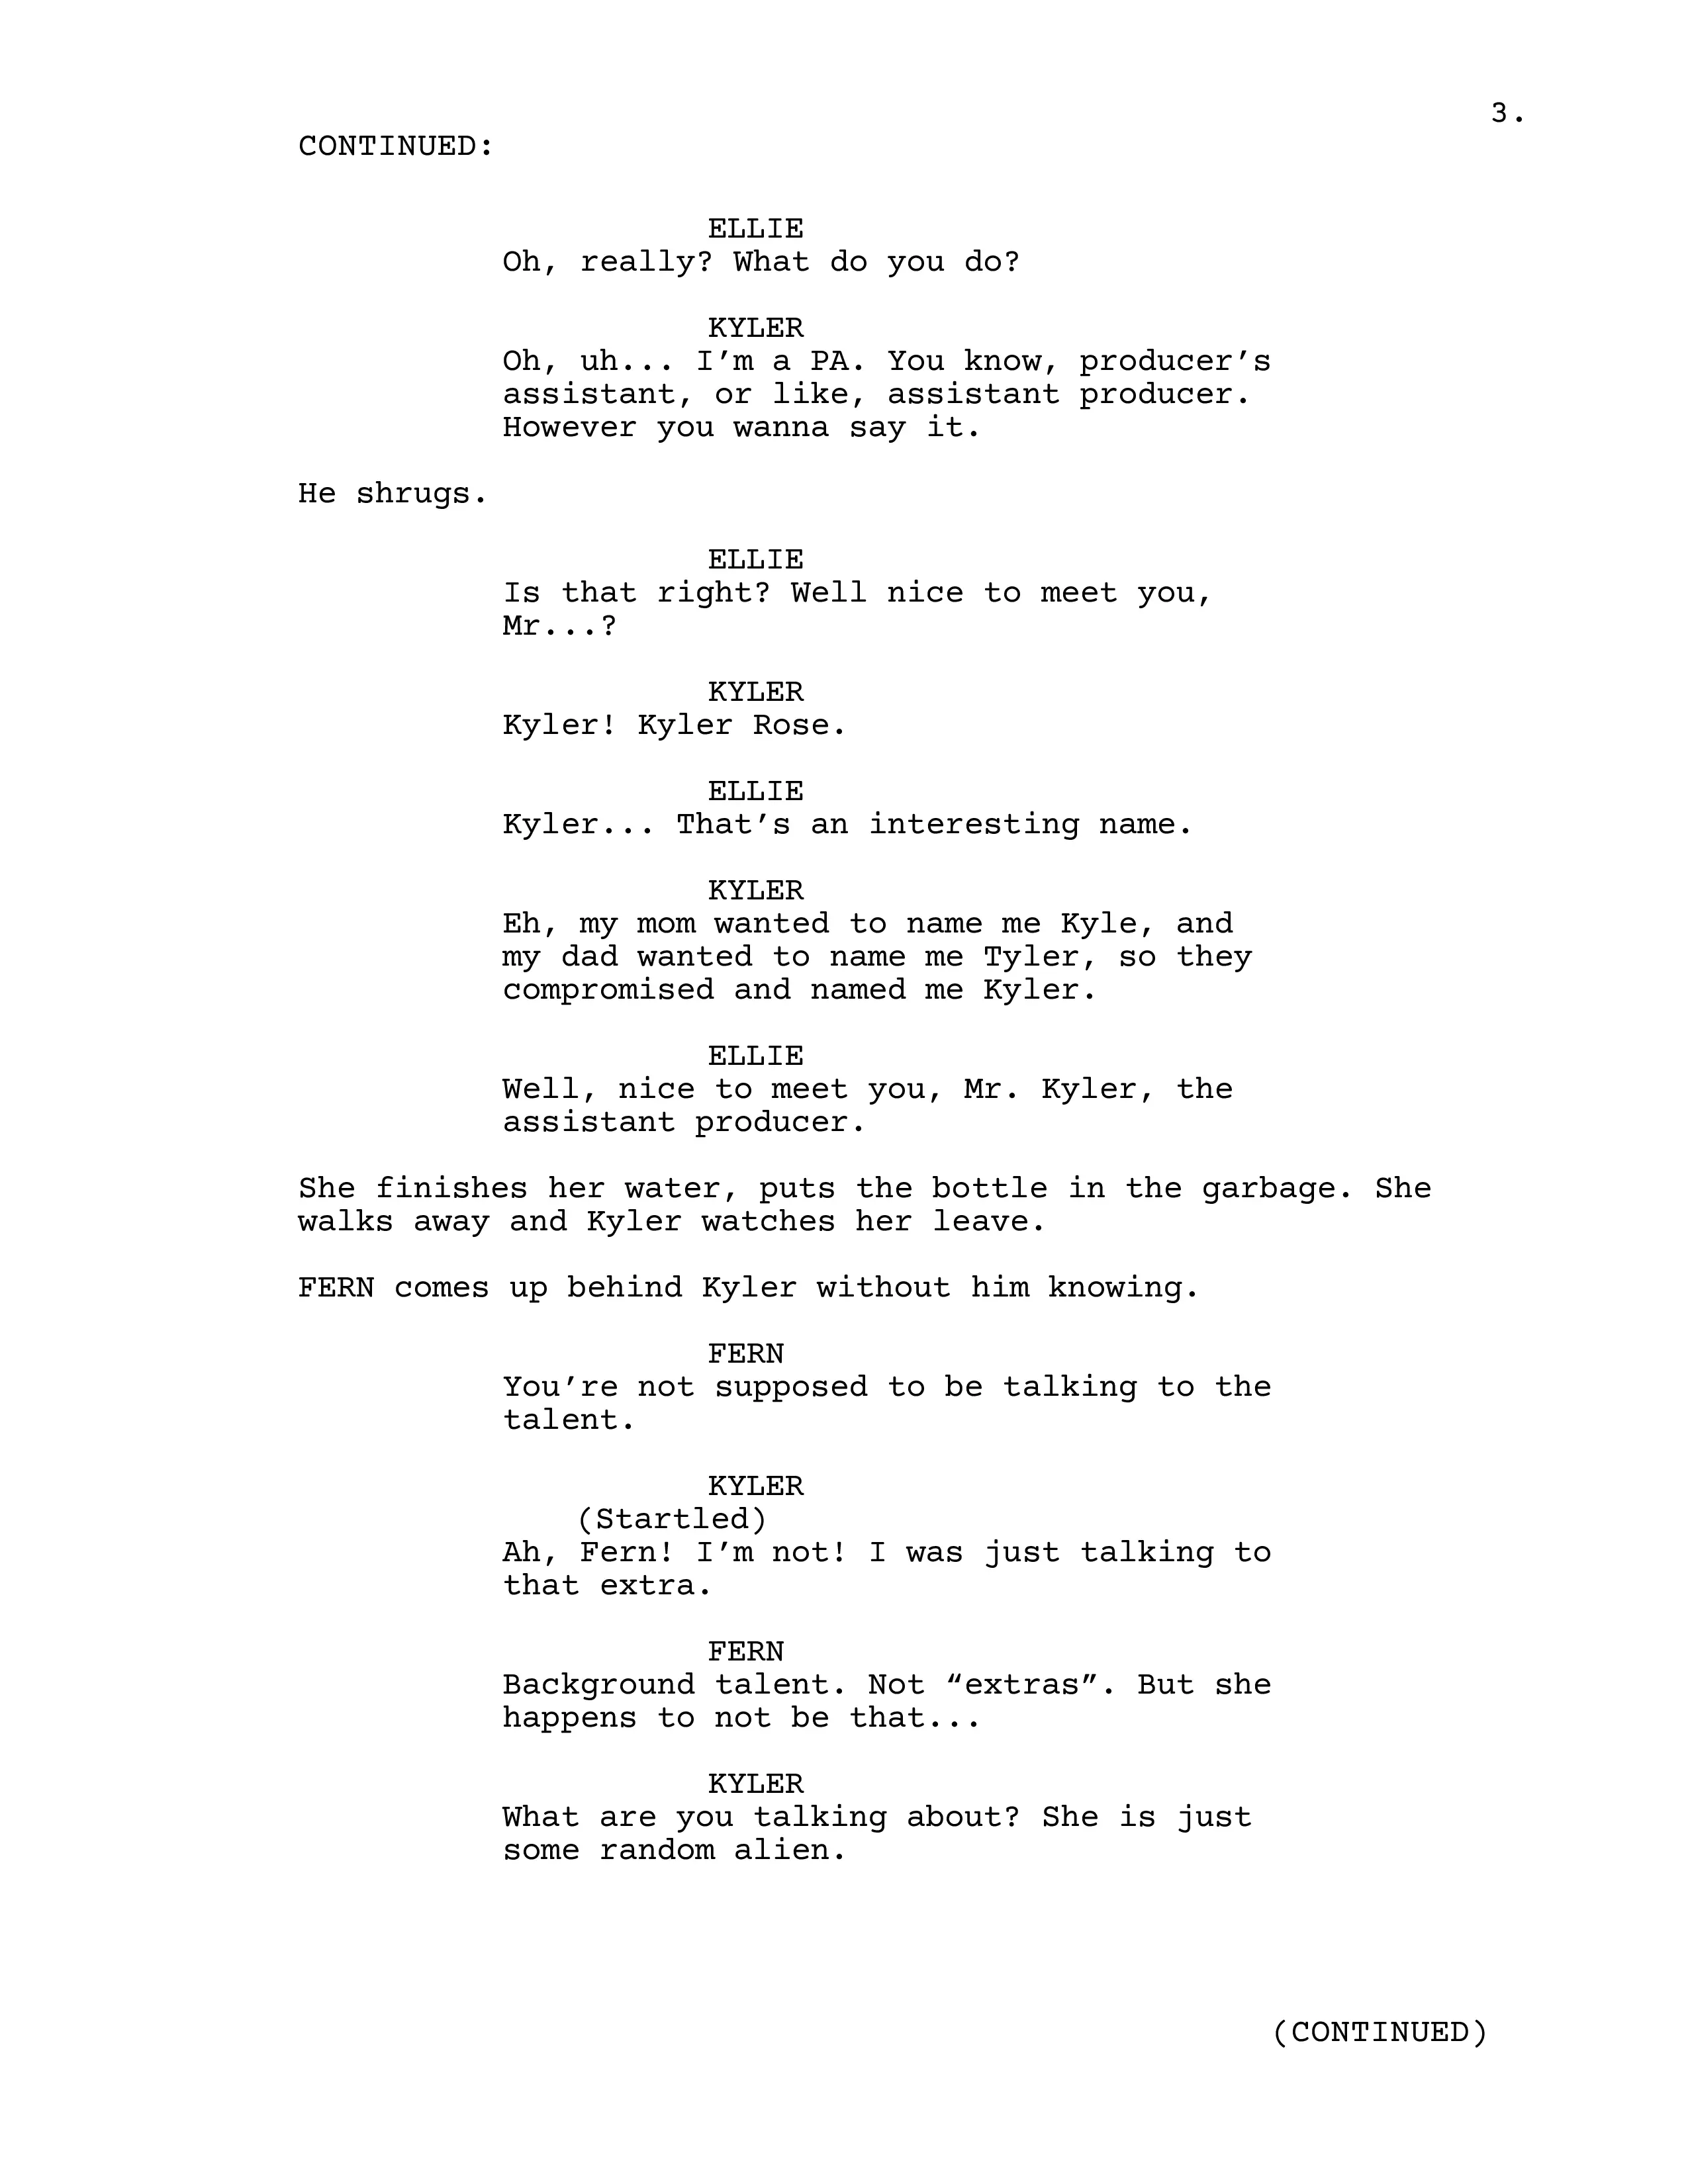 3.
CONTINUED:
ELLIE
Oh, really? What do you do?
KYLER
Oh, uh... I’m a PA. You know, producer’s
assistant, or like, assistant producer.
However you wanna say it.
He shrugs.
ELLIE
Is that right? Well nice to meet you,
Mr...?
KYLER
Kyler! Kyler Rose.
ELLIE
Kyler... That’s an interesting name.
KYLER
Eh, my mom wanted to name me Kyle, and
my dad wanted to name me Tyler, so they
compromised and named me Kyler.
ELLIE
Well, nice to meet you, Mr. Kyler, the
assistant producer.
She finishes her water, puts the bottle in the garbage. She
walks away and Kyler watches her leave.
FERN comes up behind Kyler without him knowing.
FERN
You’re not supposed to be talking to the
talent.
KYLER
(Startled)
Ah, Fern! I’m not! I was just talking to
that extra.
FERN
Background talent. Not “extras”. But she
happens to not be that...
KYLER
What are you talking about? She is just
some random alien.
(CONTINUED)